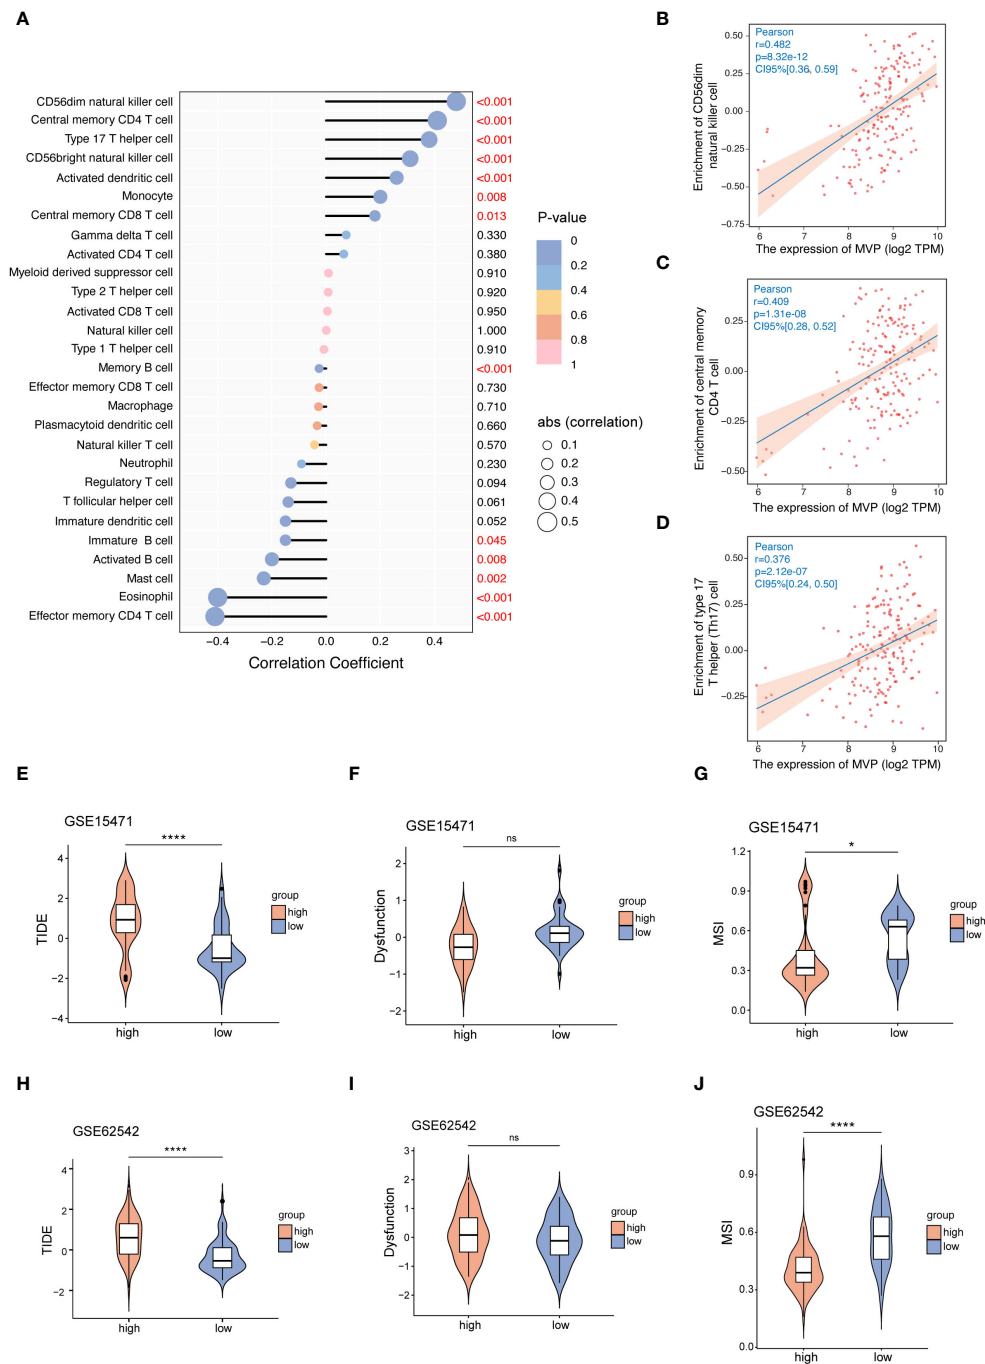 A
CD56dim natural killer cell <0.001
Central memory CD4 T cell <0.001
Type 17 T helper cell <0.001
CD56bright natural killer cell <0.001
Activated dendritic cell <0.001
Monocyte 0.008
Central memory CD8 T cell 0.013
Gamma delta T cell 0.330
Activated CD4 T cell 0.380
Myeloid derived suppressor cell 0.910
Type 2 T helper cell 0.920
Activated CD8 T cell 0.950
Natural killer cell 1.000
Type 1 T helper cell 0.910
Memory B cell <0.001
Effector memory CD8 T cell 0.730
Macrophage 0.710
Plasmacytoid dendritic cell 0.660
Natural killer T cell 0.570
Neutrophil 0.230
Regulatory T cell 0.094
T follicular helper cell 0.061
Immature dendritic cell 0.052
Immature B cell 0.045
Activated B cell 0.008
Mast cell 0.002
Eosinophil <0.001
Effector memory CD4 T cell <0.001
−0.4 −0.2 0.0 0.2 0.4
Correlation Coefficient
P-value
0
0.2
0.4
0.6
0.8
1
abs (correlation)
0.1
0.2
0.3
0.4
0.5
B
Enrichment of CD56dim
natural killer cell
0.50
0.25
0.00
−0.25
−0.50
−0.75
Pearson
r=0.482
p=8.32e-12
CI95%[0.36, 0.59]
6 7 8 9 10
The expression of MVP (log2 TPM)
C
Enrichment of central memory
CD4 T cell
0.25
0.00
−0.25
−0.50
Pearson
r=0.409
p=1.31e-08
CI95%[0.28, 0.52]
6 7 8 9 10
The expression of MVP (log2 TPM)
D
Enrichment of type 17
T helper (Th17) cell
0.50
0.25
0.00
−0.25
Pearson
r=0.376
p=2.12e-07
CI95%[0.24, 0.50]
6 7 8 9 10
The expression of MVP (log2 TPM)
E
GSE15471
****
TIDE
4
2
0
−2
−4
high low
group
high
low
F
GSE15471
ns
Dysfunction
2
1
0
−1
−2
high low
group
high
low
G
GSE15471
*
MSI
1.2
0.9
0.6
0.3
0.0
high low
group
high
low
H
GSE62542
****
TIDE
4
2
0
−2
high low
group
high
low
I
GSE62542
ns
Dysfunction
3
2
1
0
−1
−2
high low
group
high
low
J
GSE62542
****
MSI
0.9
0.6
0.3
0.0
high low
group
high
low